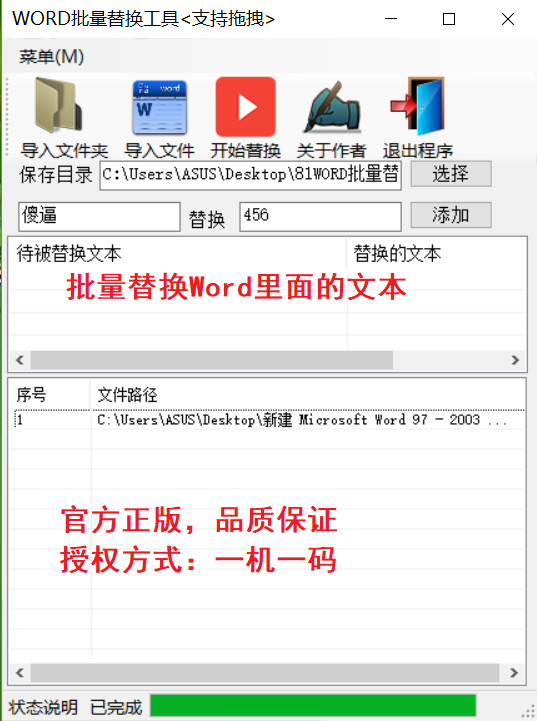 WORD批量替换工具<支持拖拽>
菜单(M)
word
W
导入文件夹 导入文件 开始替换 关于作者 退出程序
保存目录 C:\Users\ASUS\Desktop\81WORD批量替 选择
傻逼 替换 456 添加
待被替换文本 替换的文本
批量替换Word里面的文本
序号 文件路径
1 C:\Users\ASUS\Desktop\新建 Microsoft Word 97 - 2003 ...
官方正版，品质保证
授权方式：一机一码
状态说明 已完成